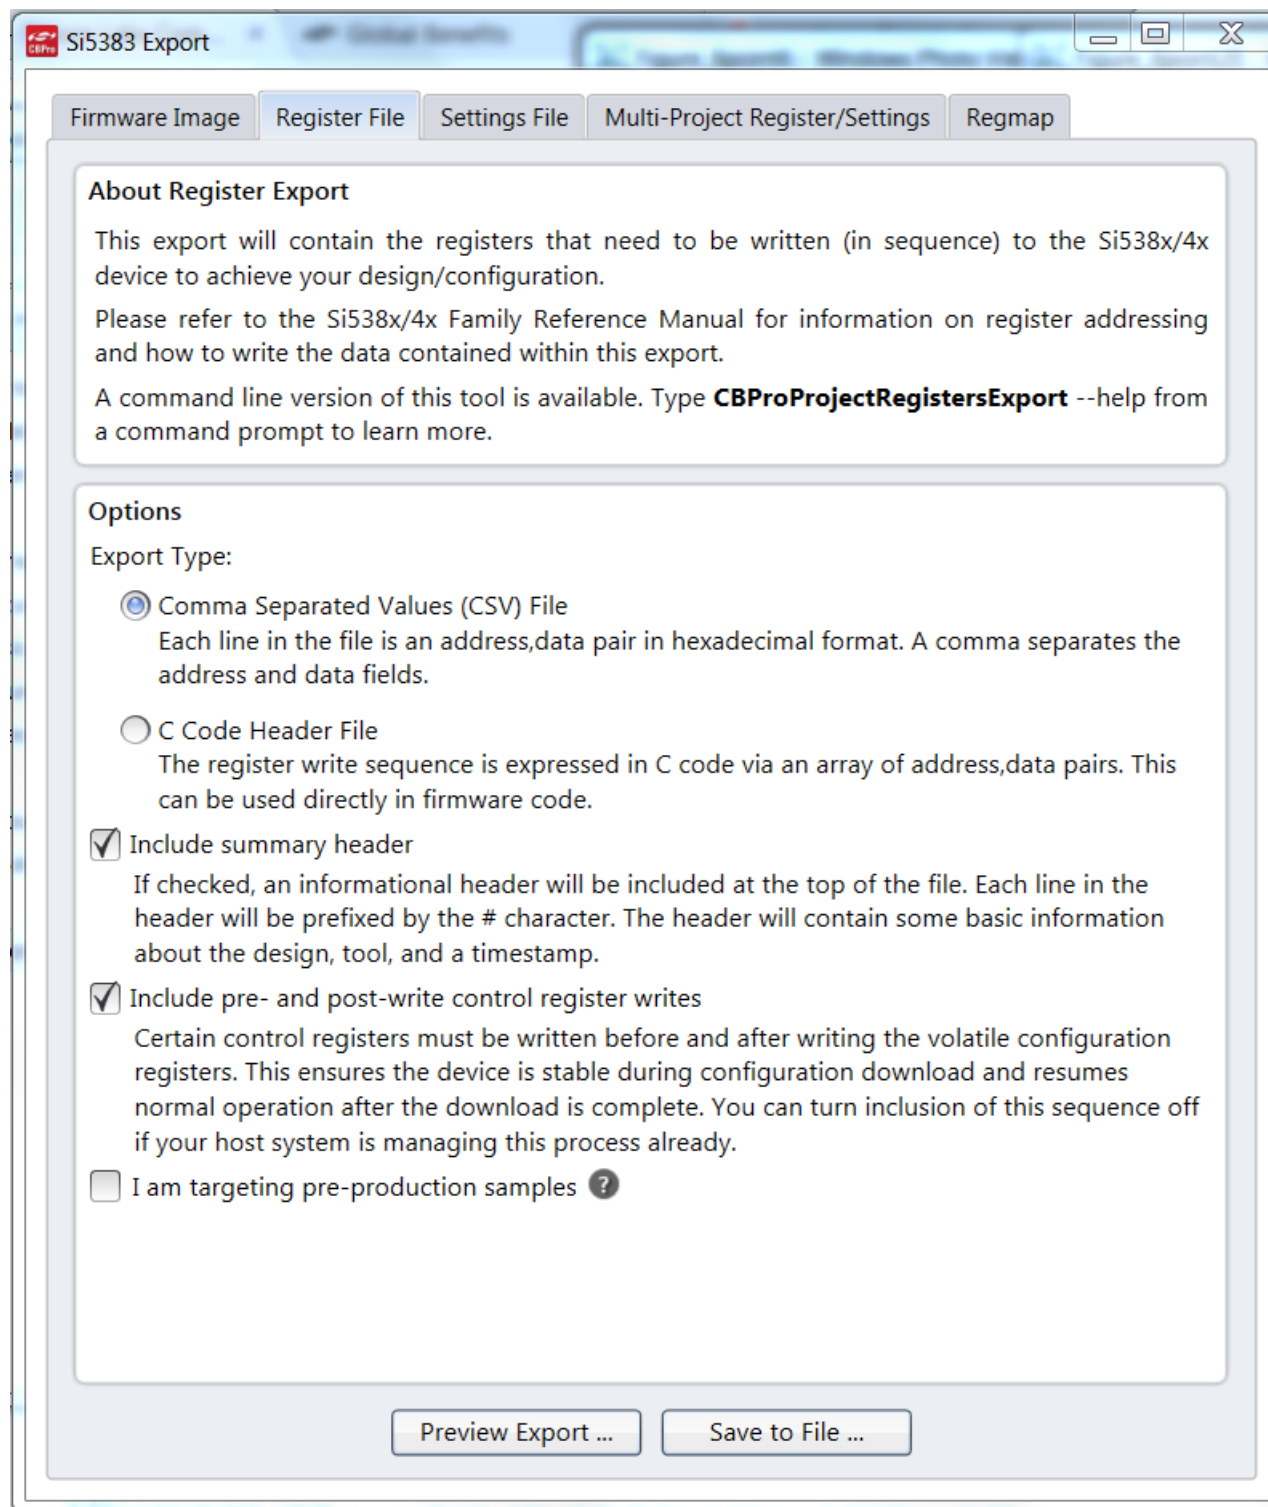 CBPro Si5383 Export
Global Benefits
Firmware Image Register File Settings File Multi-Project Register/Settings Regmap
About Register Export
This export will contain the registers that need to be written (in sequence) to the Si538x/4x
device to achieve your design/configuration.
Please refer to the Si538x/4x Family Reference Manual for information on register addressing
and how to write the data contained within this export.
A command line version of this tool is available. Type CBProProjectRegistersExport --help from
a command prompt to learn more.
Options
Export Type:
Comma Separated Values (CSV) File
Each line in the file is an address,data pair in hexadecimal format. A comma separates the
address and data fields.
C Code Header File
The register write sequence is expressed in C code via an array of address,data pairs. This
can be used directly in firmware code.
Include summary header
If checked, an informational header will be included at the top of the file. Each line in the
header will be prefixed by the # character. The header will contain some basic information
about the design, tool, and a timestamp.
Include pre- and post-write control register writes
Certain control registers must be written before and after writing the volatile configuration
registers. This ensures the device is stable during configuration download and resumes
normal operation after the download is complete. You can turn inclusion of this sequence off
if your host system is managing this process already.
I am targeting pre-production samples ?
Preview Export ... Save to File ...